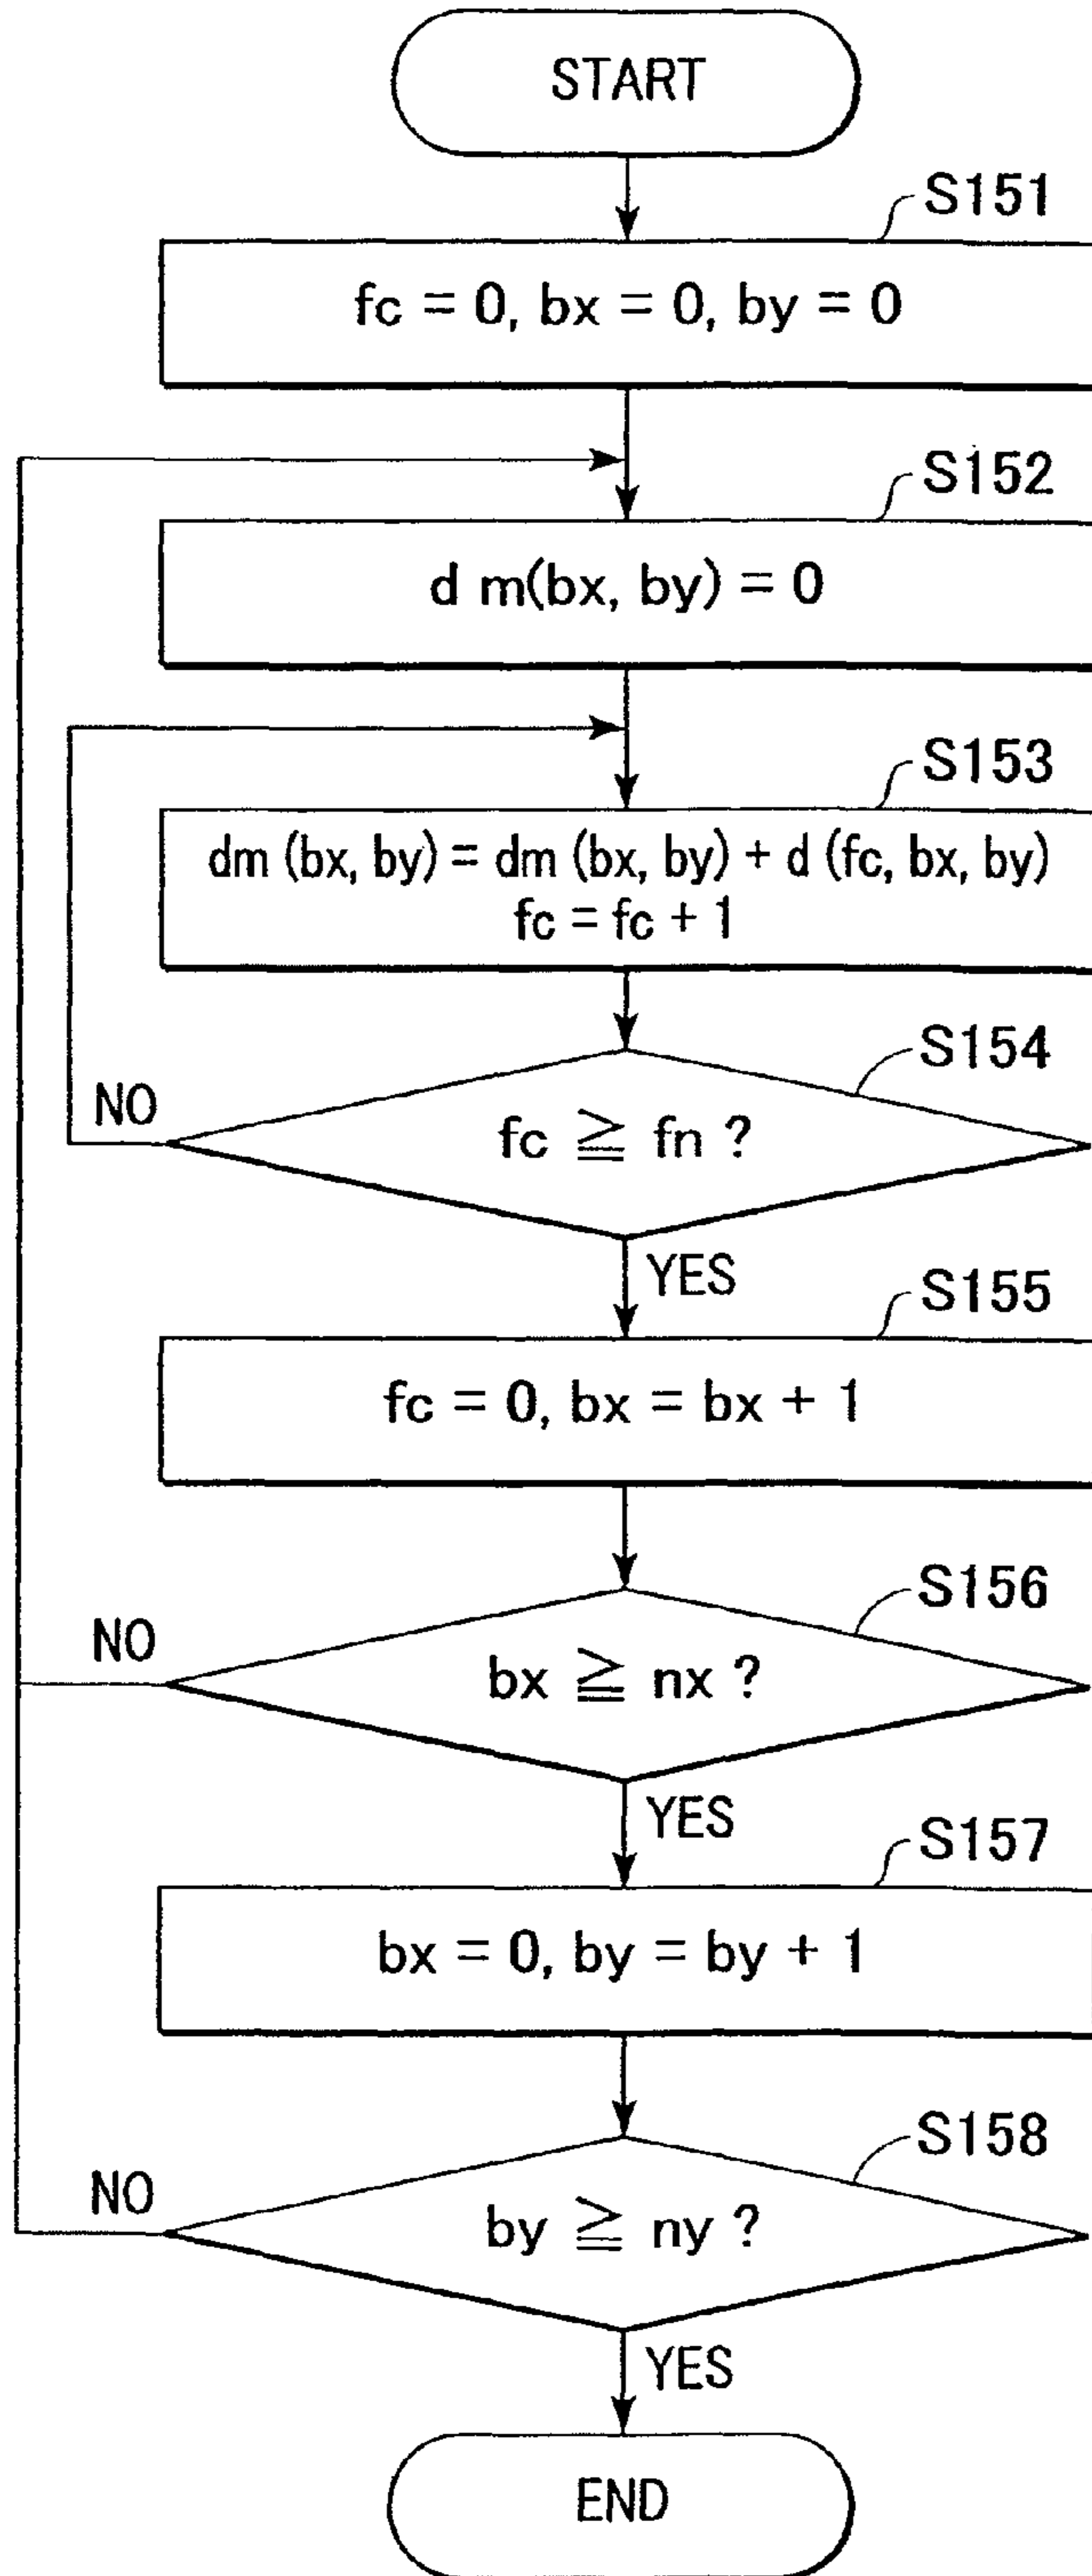 START
S151
fc = 0, bx = 0, by = 0
S152
d m(bx, by) = 0
S153
dm (bx, by) = dm (bx, by) + d (fc, bx, by)
fc = fc + 1
S154
NO
fc ≧ fn ?
YES
S155
fc = 0, bx = bx + 1
S156
NO
bx ≧ nx ?
YES
S157
bx = 0, by = by + 1
S158
NO
by ≧ ny ?
YES
END